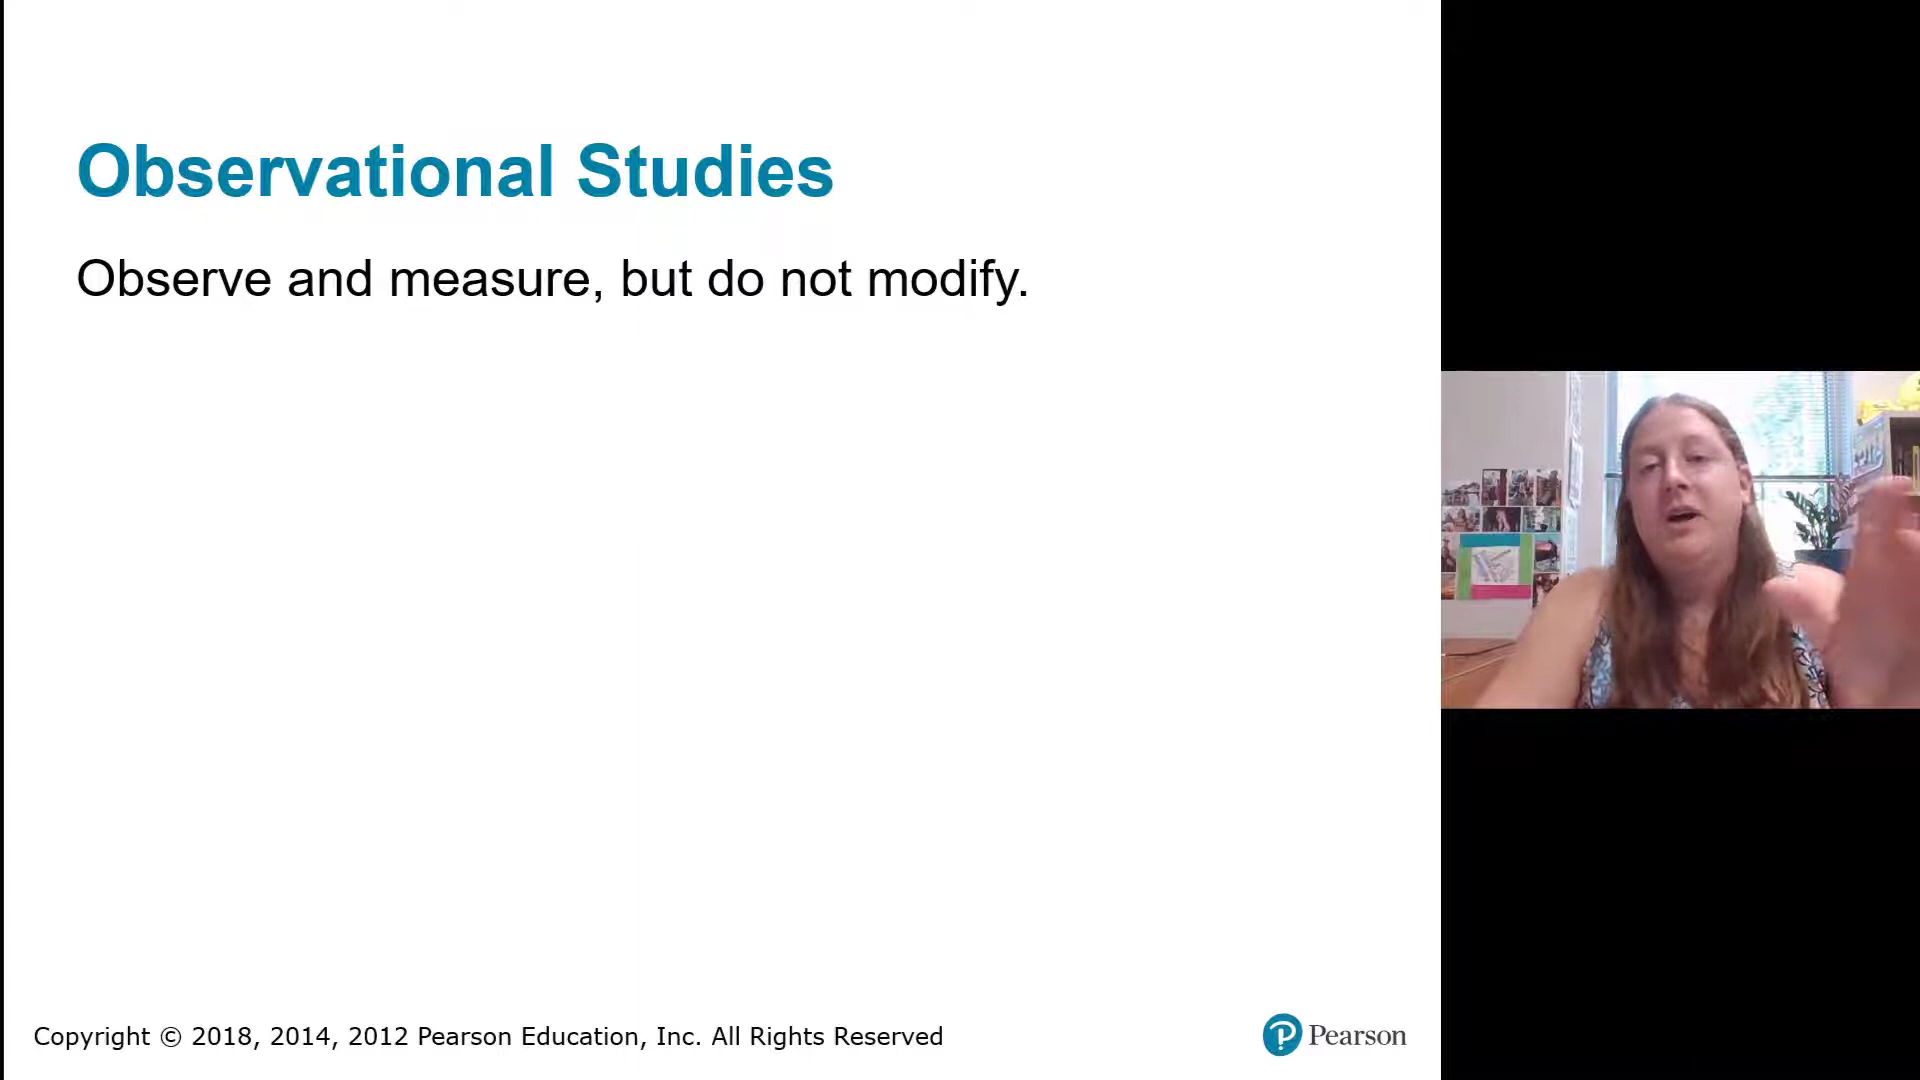 Observational Studies
Observe and measure, but do not modify.
Copyright © 2018, 2014, 2012 Pearson Education, Inc. All Rights Reserved
Pearson